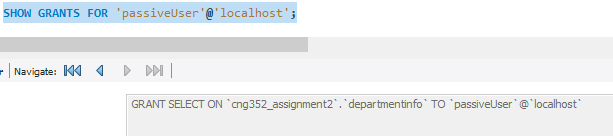 SHOW GRANTS FOR 'passiveUser'@'localhost';
Navigate:
GRANT SELECT ON `cng352_assignment2`.`departmentinfo` TO `passiveUser`@`localhost`